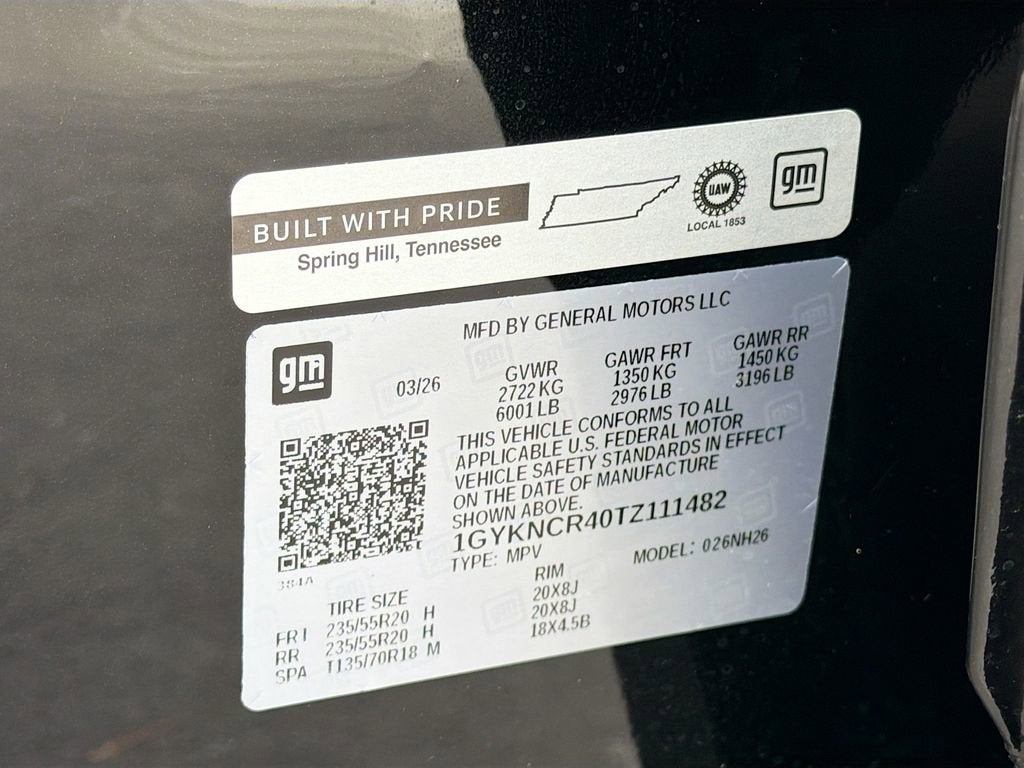 BUILT WITH PRIDE
Spring Hill, Tennessee
UAW
LOCAL 1853
gm
MFD BY GENERAL MOTORS LLC
gm
03/26
GVWR
2722 KG
6001 LB
GAWR FRT
1350 KG
2976 LB
GAWR RR
1450 KG
3196 LB
THIS VEHICLE CONFORMS TO ALL
APPLICABLE U.S. FEDERAL MOTOR
VEHICLE SAFETY STANDARDS IN EFFECT
ON THE DATE OF MANUFACTURE
SHOWN ABOVE.
1GYKNCR40TZ111482
TYPE: MPV
MODEL: 026NH26
384A
TIRE SIZE
RIM
FRT 235/55R20 H 20X8J
RR 235/55R20 H 20X8J
SPA T135/70R18 M 18X4.5B